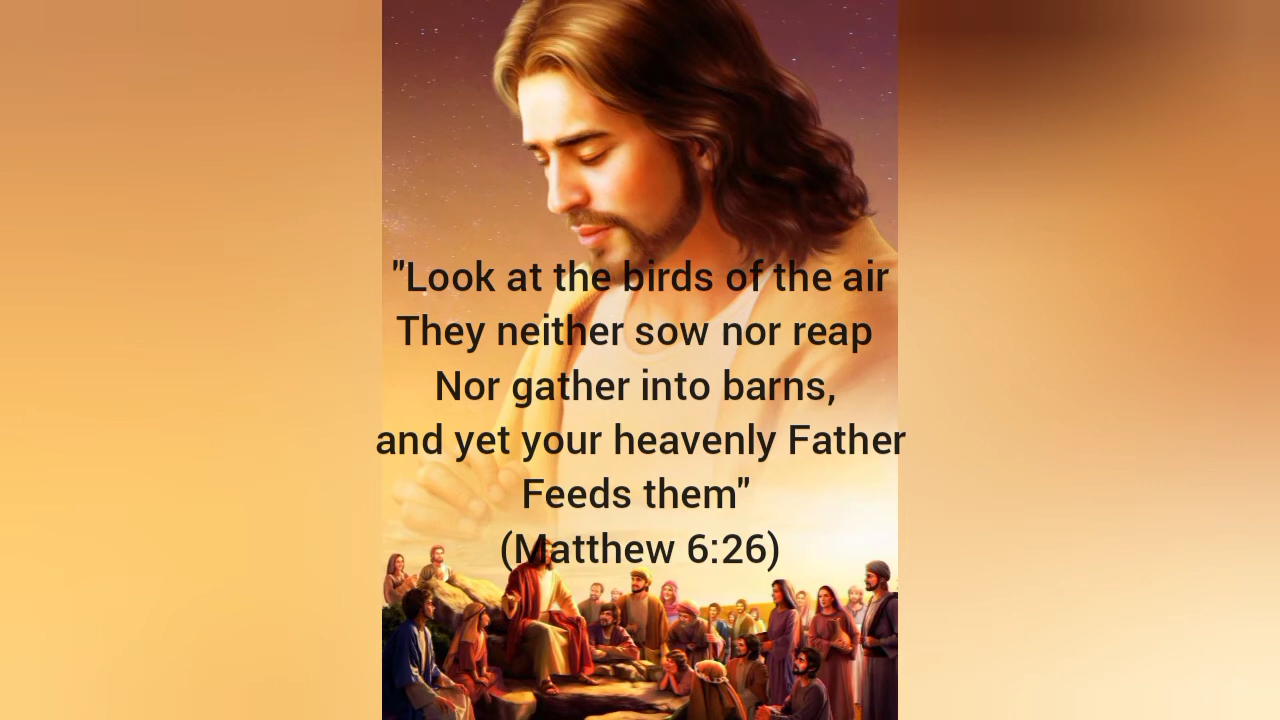 "Look at the birds of the air
They neither sow nor reap
Nor gather into barns,
and yet your heavenly Father
Feeds them"
(Matthew 6:26)